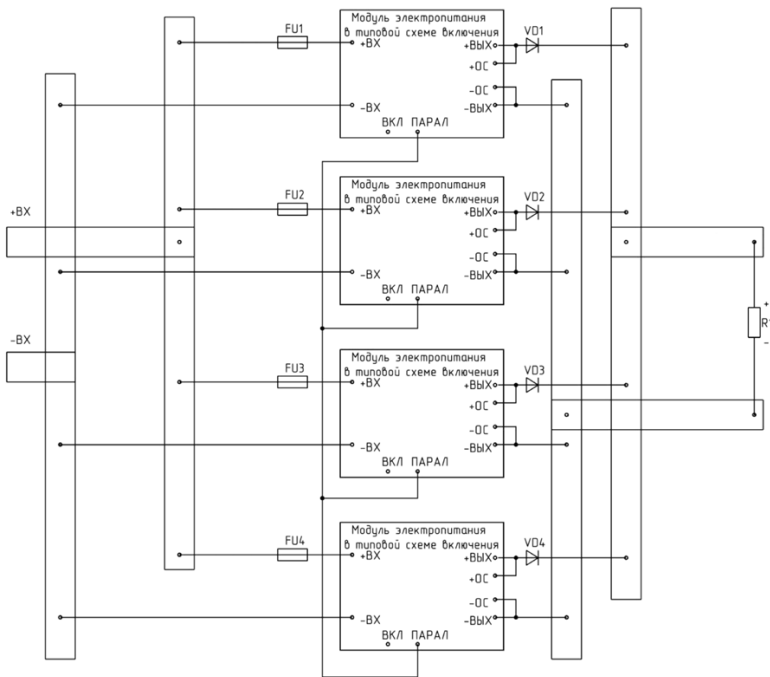 Модуль электропитания
в типовой схеме включения
FU1
+ВХ
+ВЫХ
VD1
+ОС
-ОС
-ВХ
-ВЫХ
ВКЛ ПАРАЛ
Модуль электропитания
в типовой схеме включения
FU2
+ВХ
+ВЫХ
VD2
+ВХ
+ОС
-ОС
-ВХ
-ВЫХ
ВКЛ ПАРАЛ
+
R
-
-ВХ
Модуль электропитания
в типовой схеме включения
FU3
+ВХ
+ВЫХ
VD3
+ОС
-ОС
-ВХ
-ВЫХ
ВКЛ ПАРАЛ
Модуль электропитания
в типовой схеме включения
FU4
+ВХ
+ВЫХ
VD4
+ОС
-ОС
-ВХ
-ВЫХ
ВКЛ ПАРАЛ